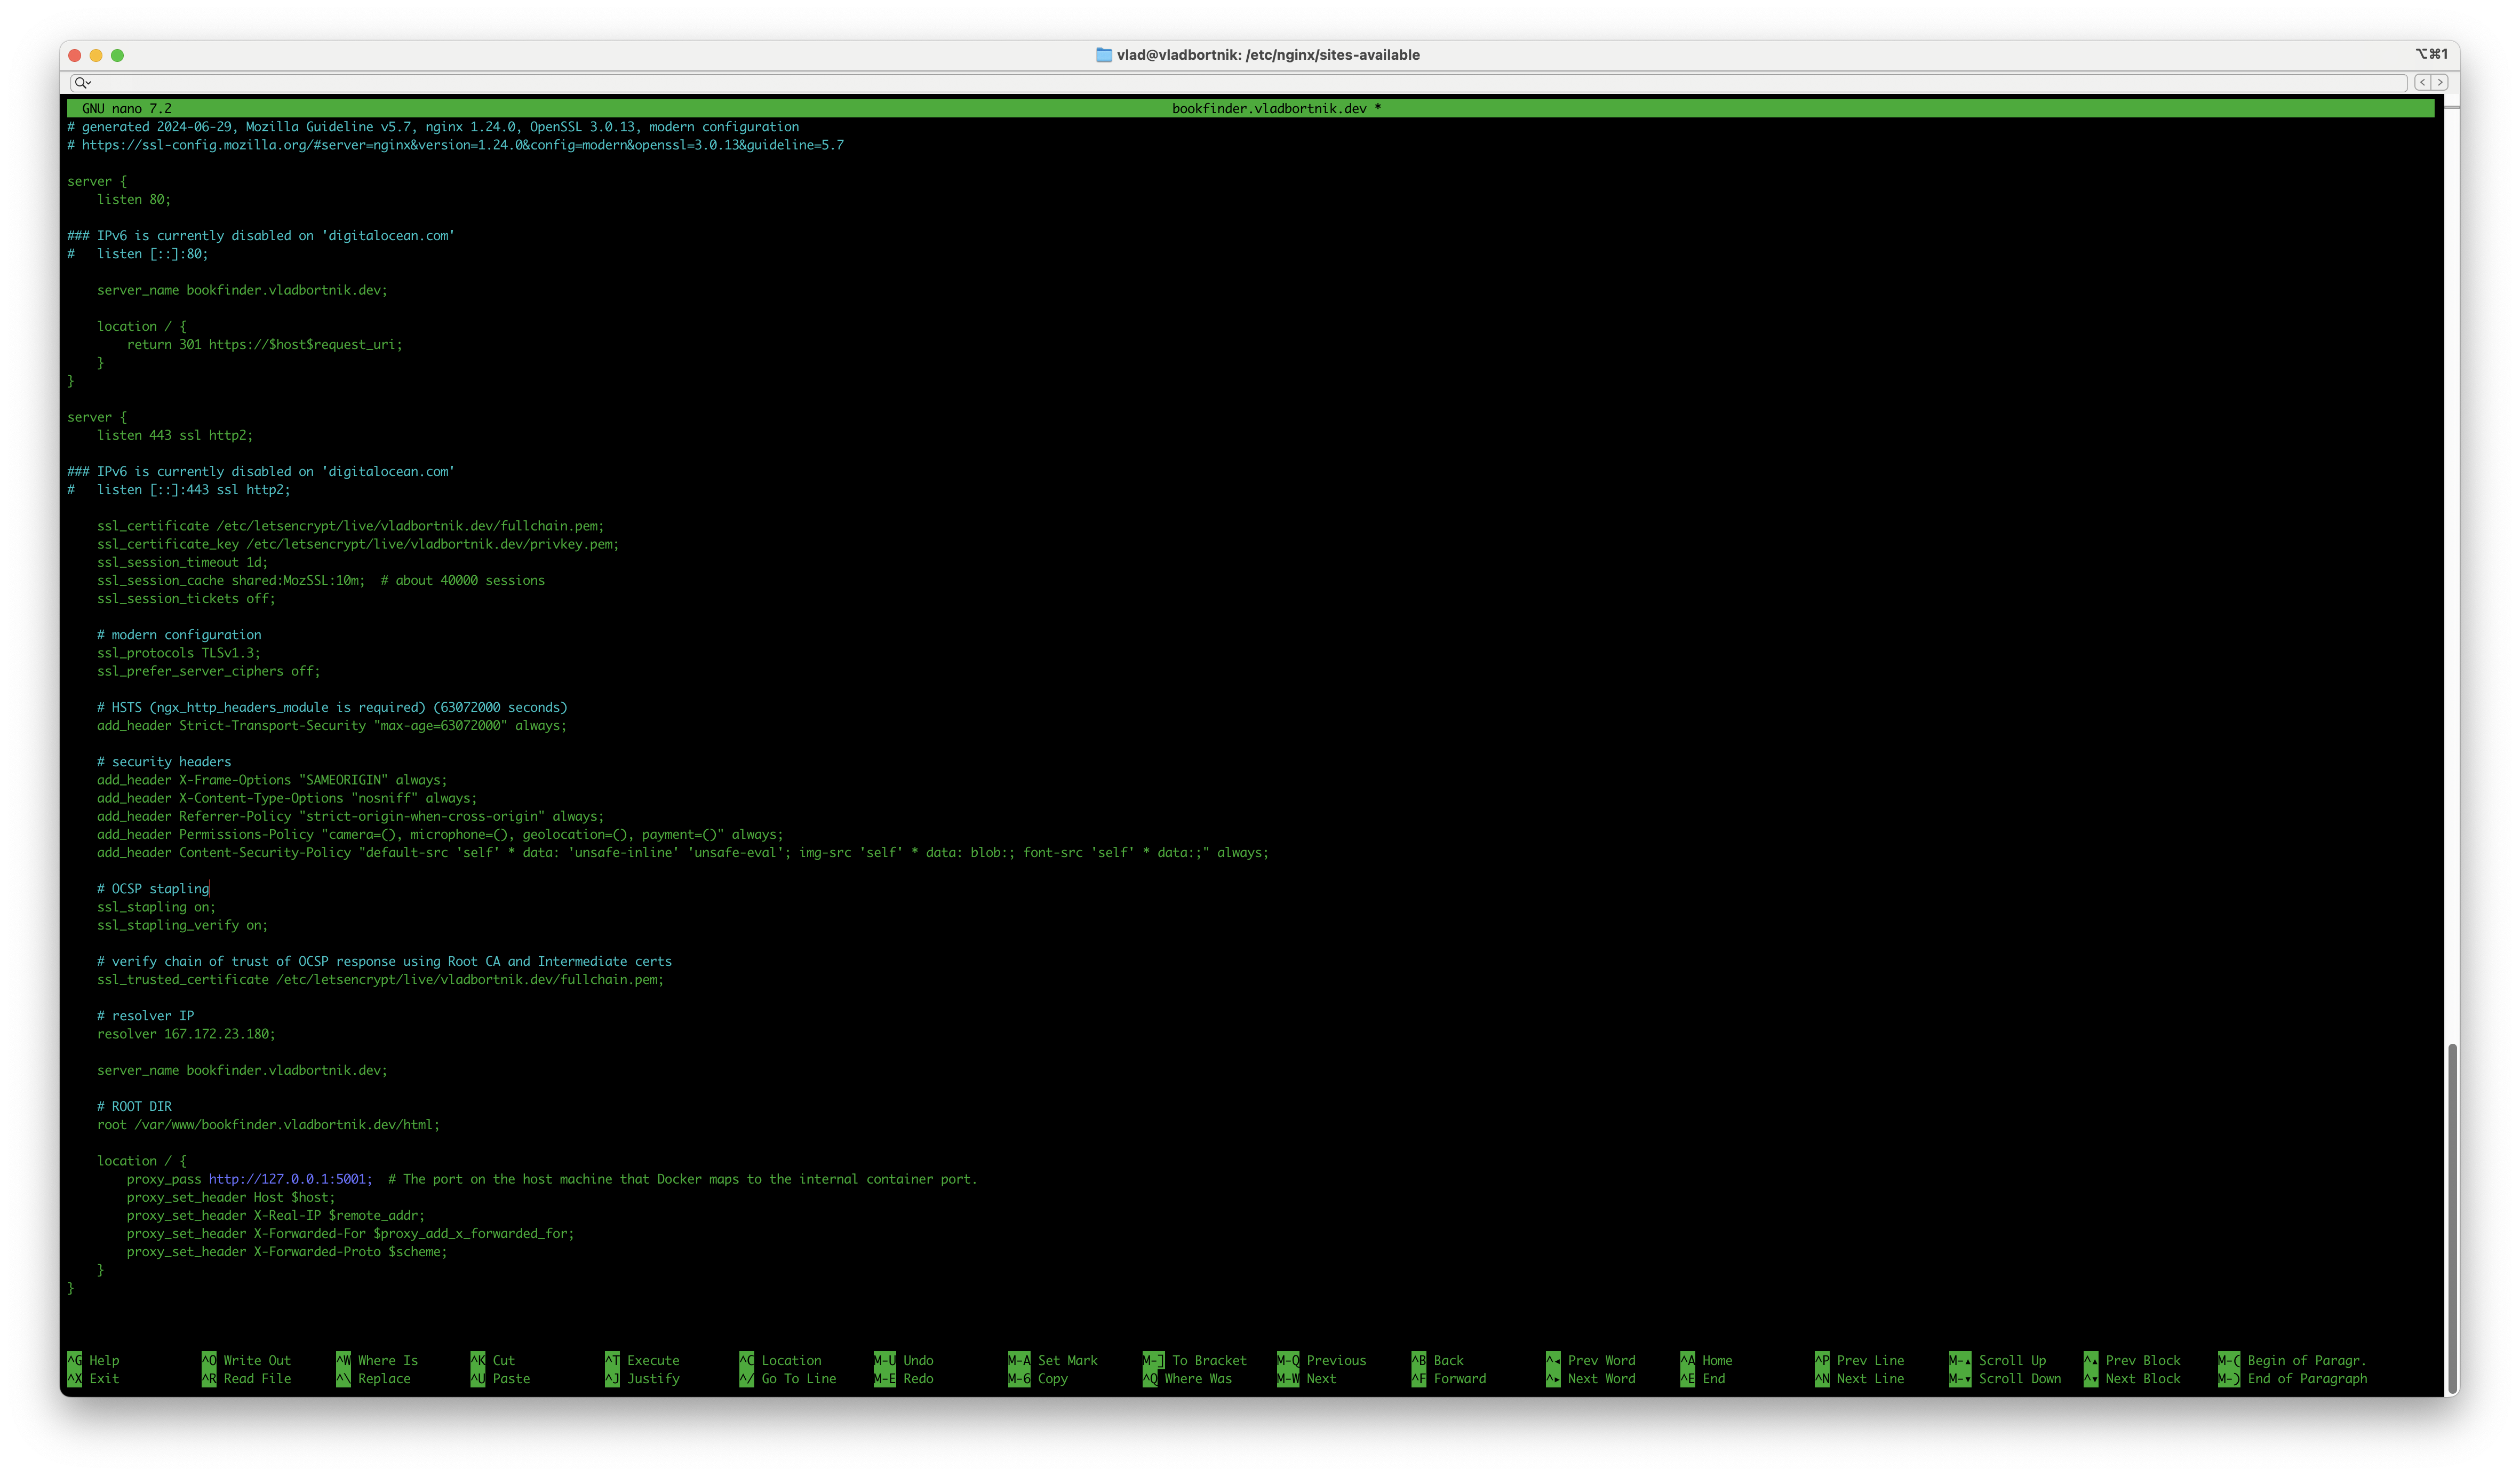 vlad@vladbortnik: /etc/nginx/sites-available
⌥⌘1
GNU nano 7.2 bookfinder.vladbortnik.dev *
# generated 2024-06-29, Mozilla Guideline v5.7, nginx 1.24.0, OpenSSL 3.0.13, modern configuration
# https://ssl-config.mozilla.org/#server=nginx&version=1.24.0&config=modern&openssl=3.0.13&guideline=5.7
server {
listen 80;
### IPv6 is currently disabled on 'digitalocean.com'
#   listen [::]:80;
server_name bookfinder.vladbortnik.dev;
location / {
return 301 https://$host$request_uri;
}
}
server {
listen 443 ssl http2;
### IPv6 is currently disabled on 'digitalocean.com'
#   listen [::]:443 ssl http2;
ssl_certificate /etc/letsencrypt/live/vladbortnik.dev/fullchain.pem;
ssl_certificate_key /etc/letsencrypt/live/vladbortnik.dev/privkey.pem;
ssl_session_timeout 1d;
ssl_session_cache shared:MozSSL:10m;  # about 40000 sessions
ssl_session_tickets off;
# modern configuration
ssl_protocols TLSv1.3;
ssl_prefer_server_ciphers off;
# HSTS (ngx_http_headers_module is required) (63072000 seconds)
add_header Strict-Transport-Security "max-age=63072000" always;
# security headers
add_header X-Frame-Options "SAMEORIGIN" always;
add_header X-Content-Type-Options "nosniff" always;
add_header Referrer-Policy "strict-origin-when-cross-origin" always;
add_header Permissions-Policy "camera=(), microphone=(), geolocation=(), payment=()" always;
add_header Content-Security-Policy "default-src 'self' * data: 'unsafe-inline' 'unsafe-eval'; img-src 'self' * data: blob:; font-src 'self' * data:;" always;
# OCSP stapling
ssl_stapling on;
ssl_stapling_verify on;
# verify chain of trust of OCSP response using Root CA and Intermediate certs
ssl_trusted_certificate /etc/letsencrypt/live/vladbortnik.dev/fullchain.pem;
# resolver IP
resolver 167.172.23.180;
server_name bookfinder.vladbortnik.dev;
# ROOT DIR
root /var/www/bookfinder.vladbortnik.dev/html;
location / {
proxy_pass http://127.0.0.1:5001;  # The port on the host machine that Docker maps to the internal container port.
proxy_set_header Host $host;
proxy_set_header X-Real-IP $remote_addr;
proxy_set_header X-Forwarded-For $proxy_add_x_forwarded_for;
proxy_set_header X-Forwarded-Proto $scheme;
}
}
^G Help ^O Write Out ^W Where Is ^K Cut ^T Execute ^C Location M-U Undo M-A Set Mark M-] To Bracket M-Q Previous ^B Back ^◂ Prev Word ^A Home ^P Prev Line M-▴ Scroll Up ^▴ Prev Block M-( Begin of Paragr.
^X Exit ^R Read File ^\ Replace ^U Paste ^J Justify ^/ Go To Line M-E Redo M-6 Copy ^Q Where Was M-W Next ^F Forward ^▸ Next Word ^E End ^N Next Line M-▾ Scroll Down ^▾ Next Block M-) End of Paragraph